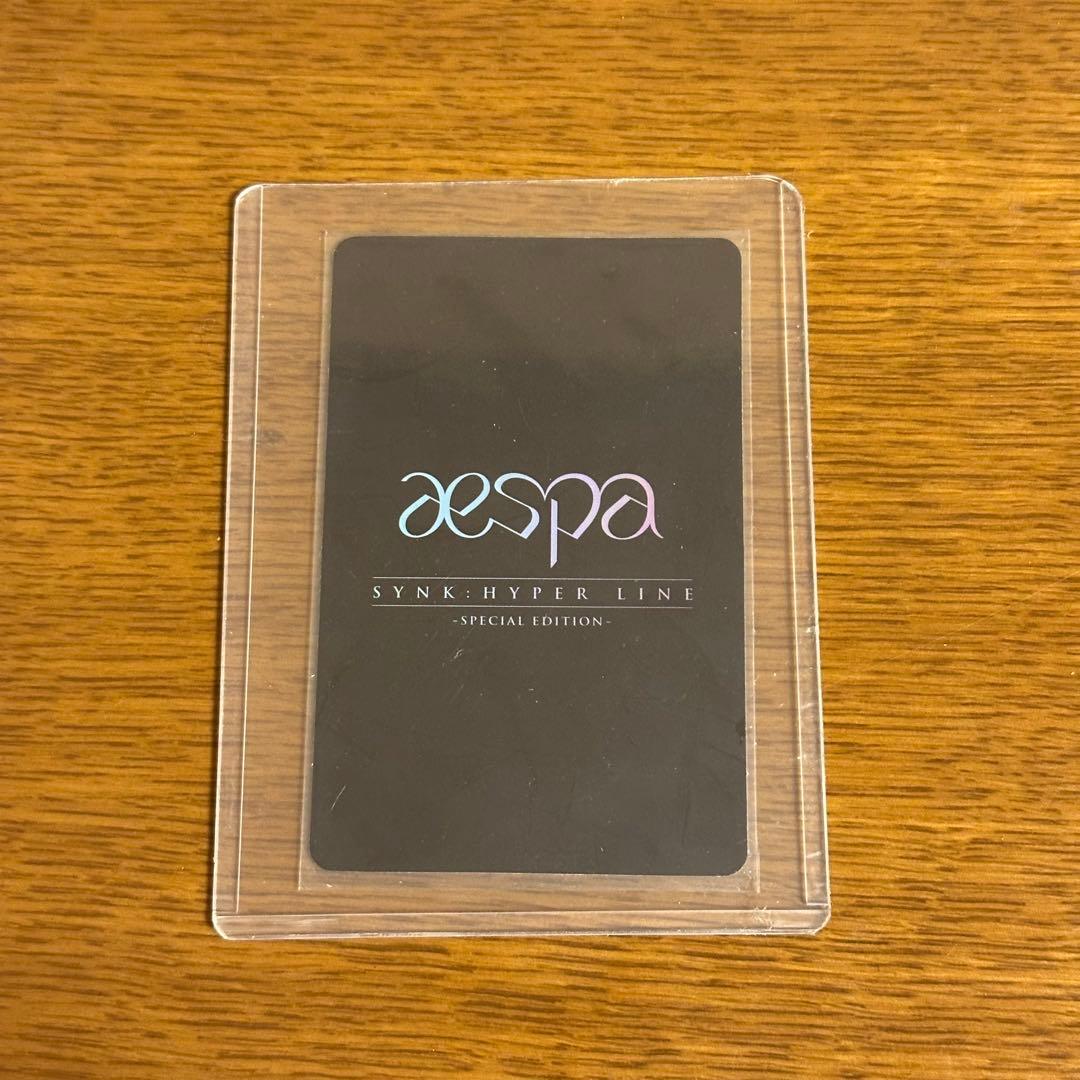 aespa
SYNK : HYPER LINE
-SPECIAL EDITION-